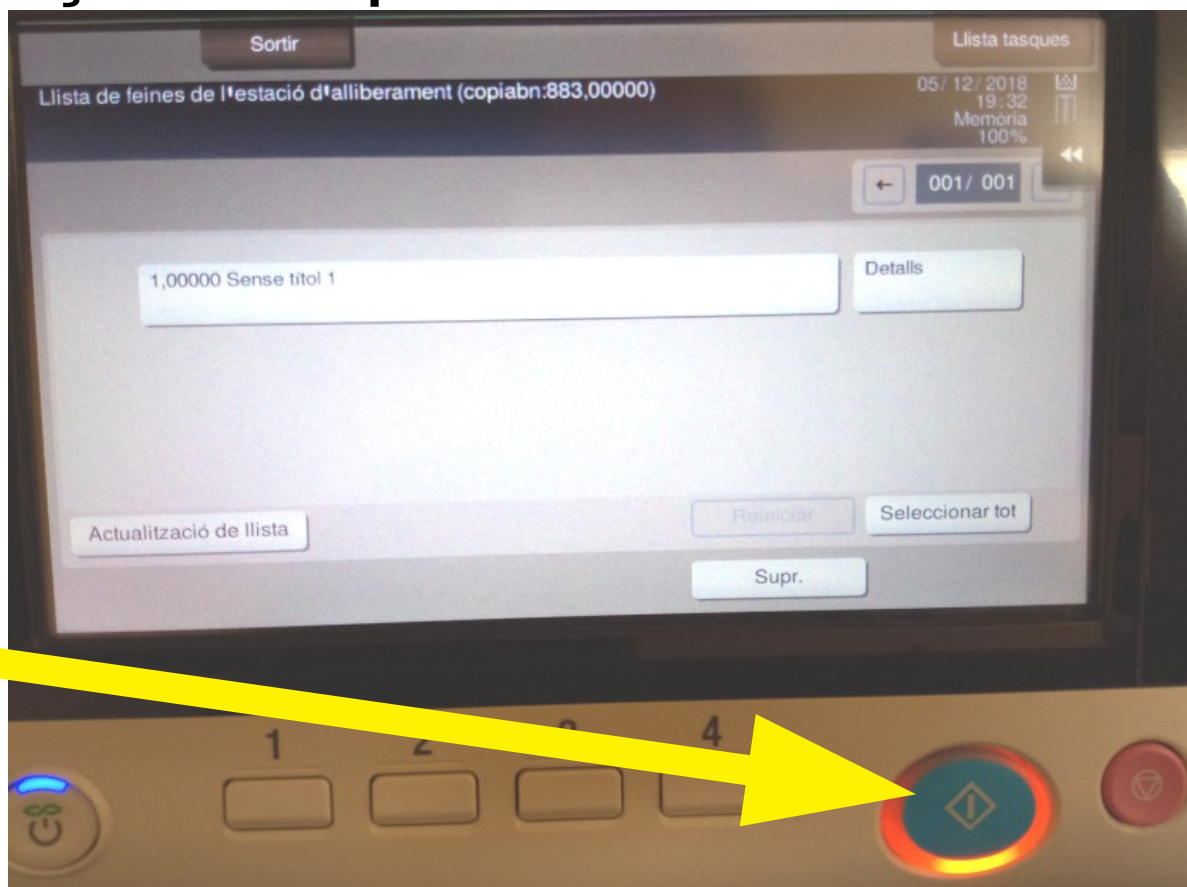 Sortir
Llista tasques
Llista de feines de l'estació d'alliberament (copiabn:883,00000)
05/ 12/ 2018
19:32
Memòria
100%
001/ 001
1,00000 Sense títol 1
Detalls
Actualització de llista
Reiniciar
Seleccionar tot
Supr.
1
2
3
4